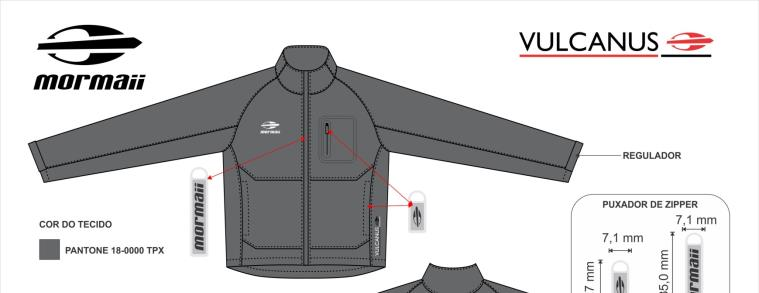 mormaii
VULCANUS
mormaii
REGULADOR
mormaii
VULCANUS
COR DO TECIDO
PANTONE 18-0000 TPX
PUXADOR DE ZIPPER
7,1 mm
7,1 mm